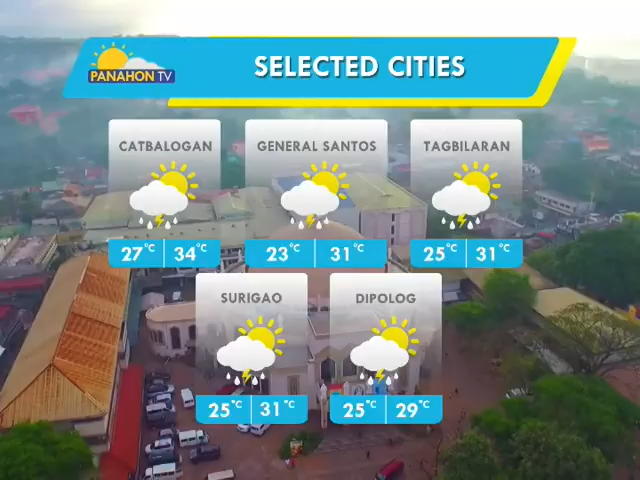 PANAHON TV
SELECTED CITIES
CATBALOGAN
27°C 34°C
GENERAL SANTOS
23°C 31°C
TAGBILARAN
25°C 31°C
SURIGAO
25°C 31°C
DIPOLOG
25°C 29°C